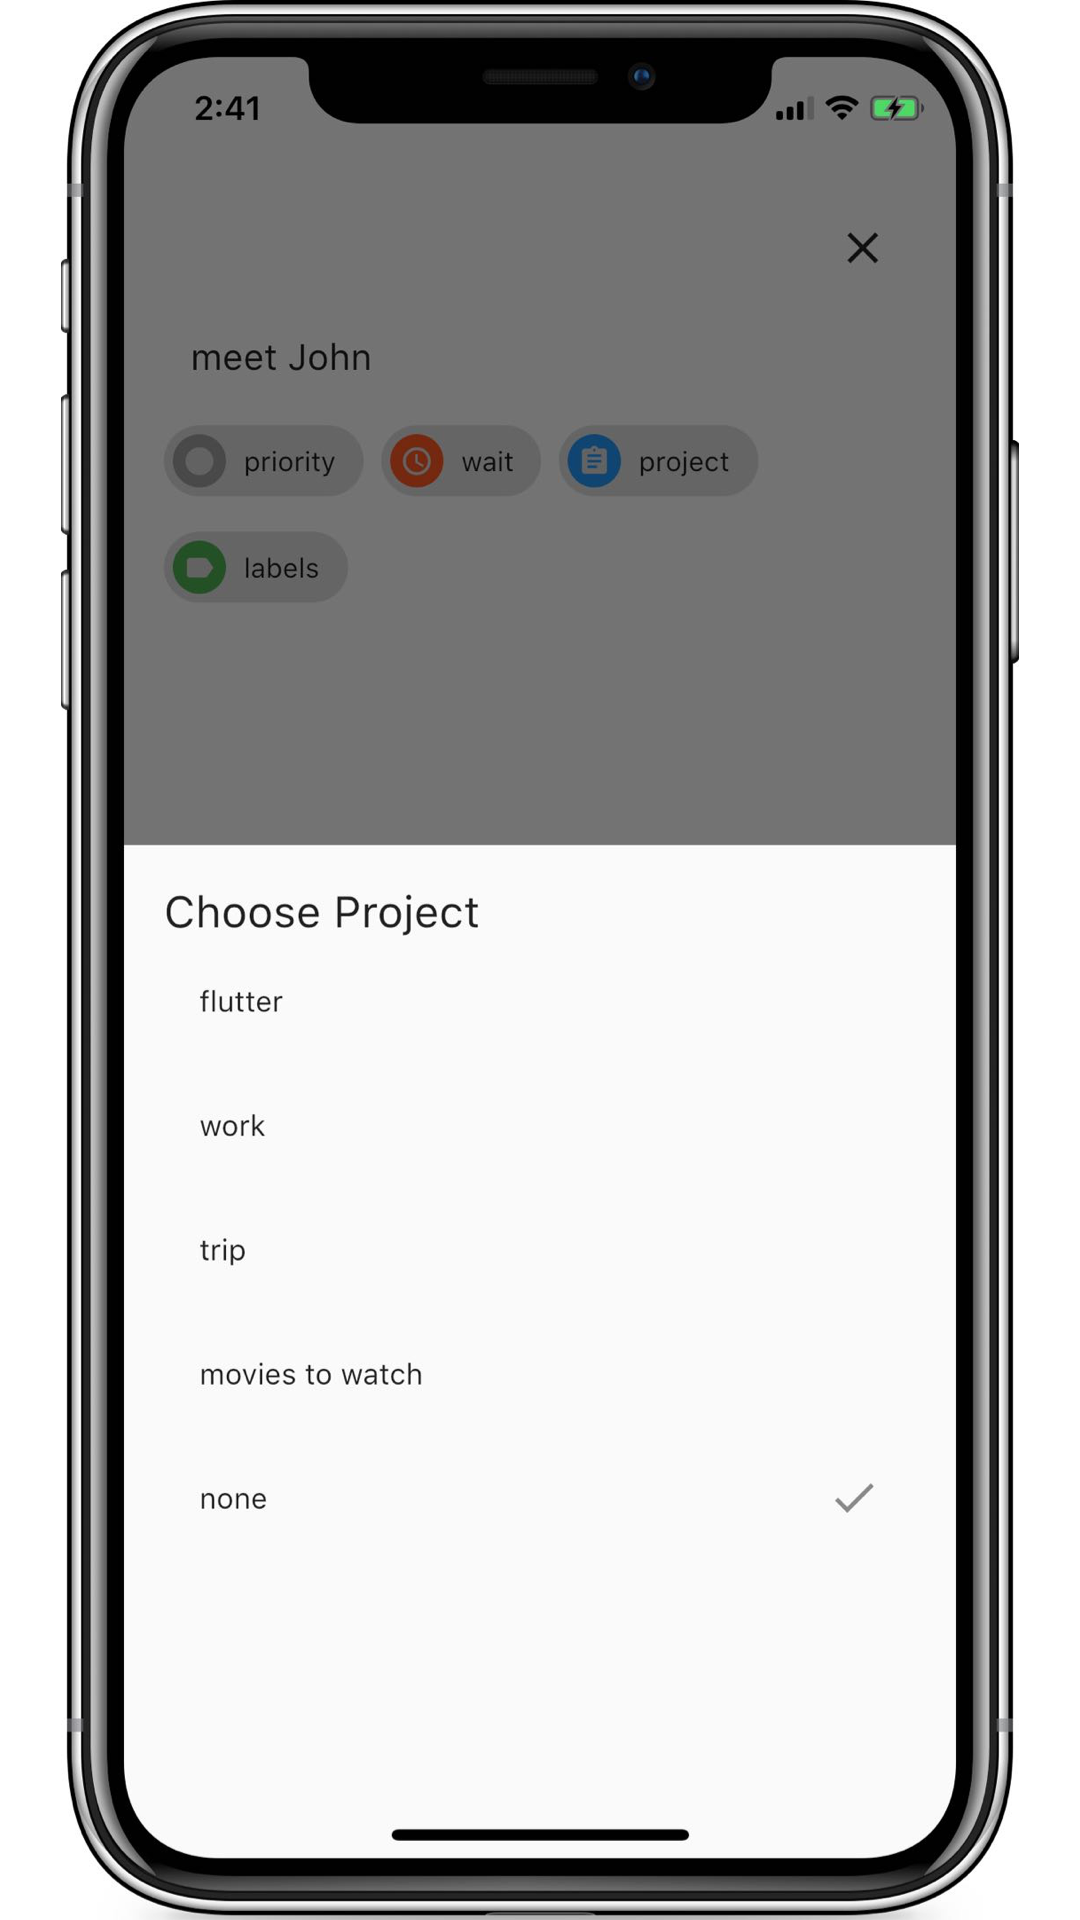 2:41
meet John
priority wait project
labels
Choose Project
flutter
work
trip
movies to watch
none